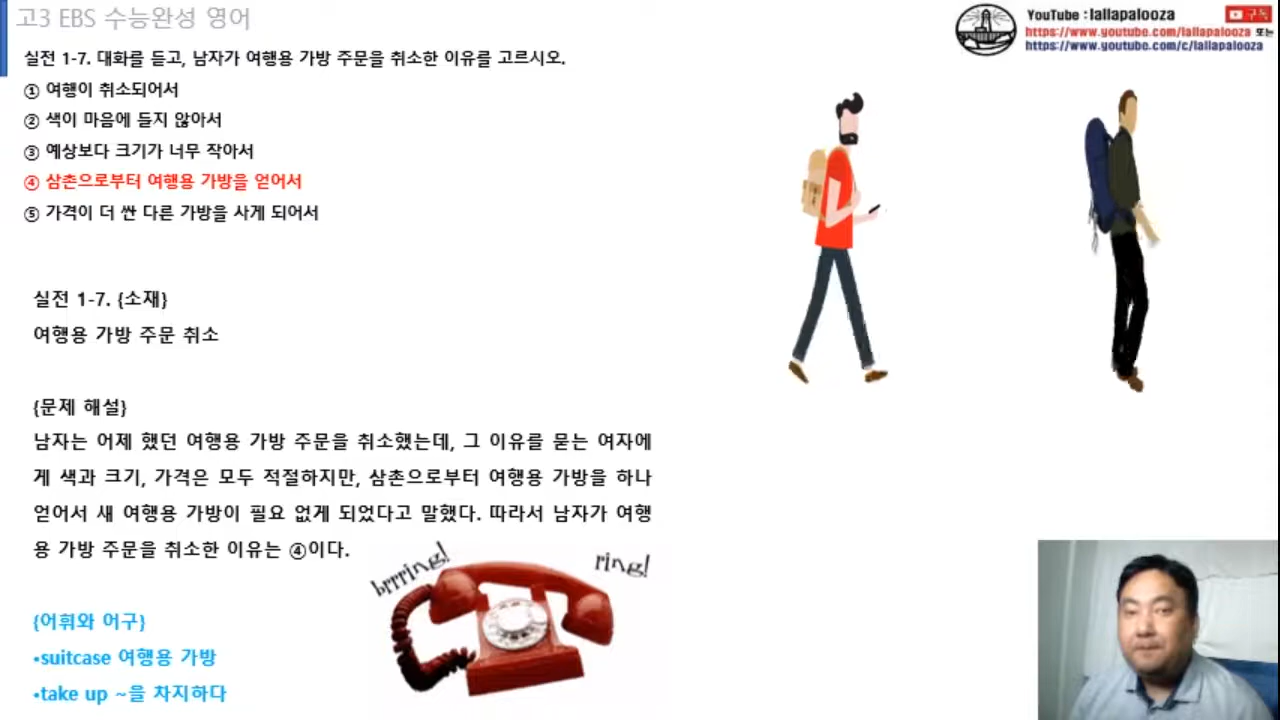 고3 EBS 수능완성 영어
YouTube : lallapalooza
구독
https://www.youtube.com/lallapalooza 또는
https://www.youtube.com/c/lallapalooza
실전 1-7. 대화를 듣고, 남자가 여행용 가방 주문을 취소한 이유를 고르시오.
① 여행이 취소되어서
② 색이 마음에 들지 않아서
③ 예상보다 크기가 너무 작아서
④ 삼촌으로부터 여행용 가방을 얻어서
⑤ 가격이 더 싼 다른 가방을 사게 되어서
실전 1-7. {소재}
여행용 가방 주문 취소
{문제 해설}
남자는 어제 했던 여행용 가방 주문을 취소했는데, 그 이유를 묻는 여자에
게 색과 크기, 가격은 모두 적절하지만, 삼촌으로부터 여행용 가방을 하나
얻어서 새 여행용 가방이 필요 없게 되었다고 말했다. 따라서 남자가 여행
용 가방 주문을 취소한 이유는 ④이다.
brrring!
ring!
{어휘와 어구}
•suitcase 여행용 가방
•take up ~을 차지하다